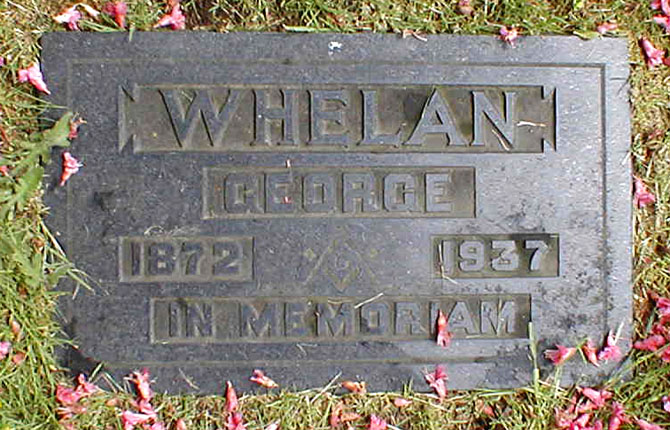 WHELAN
GEORGE
1872 G 1937
IN MEMORIAM